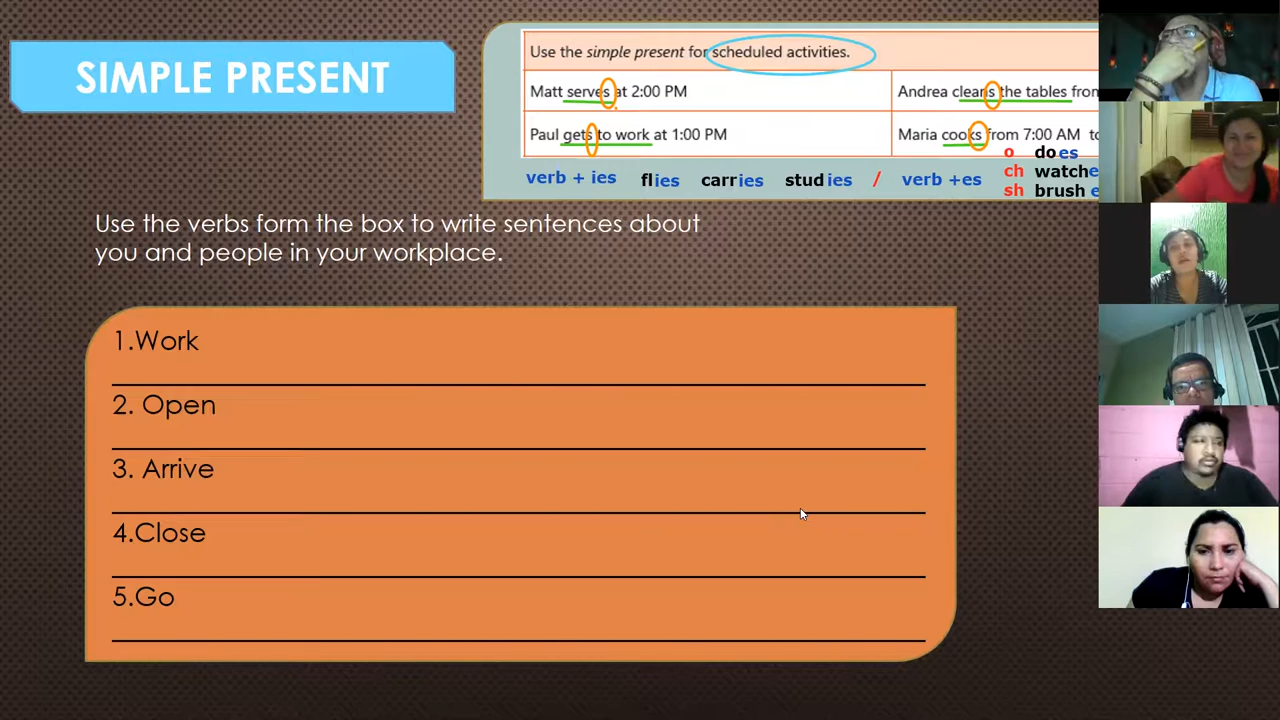 SIMPLE PRESENT
Use the simple present for scheduled activities.
Matt serves at 2:00 PM
Andrea cleans the tables from
Paul gets to work at 1:00 PM
Maria cooks from 7:00 AM to
verb + ies flies carries studies / verb +es
o does
ch watche
sh brush e
Use the verbs form the box to write sentences about
you and people in your workplace.
1.Work
2. Open
3. Arrive
4.Close
5.Go